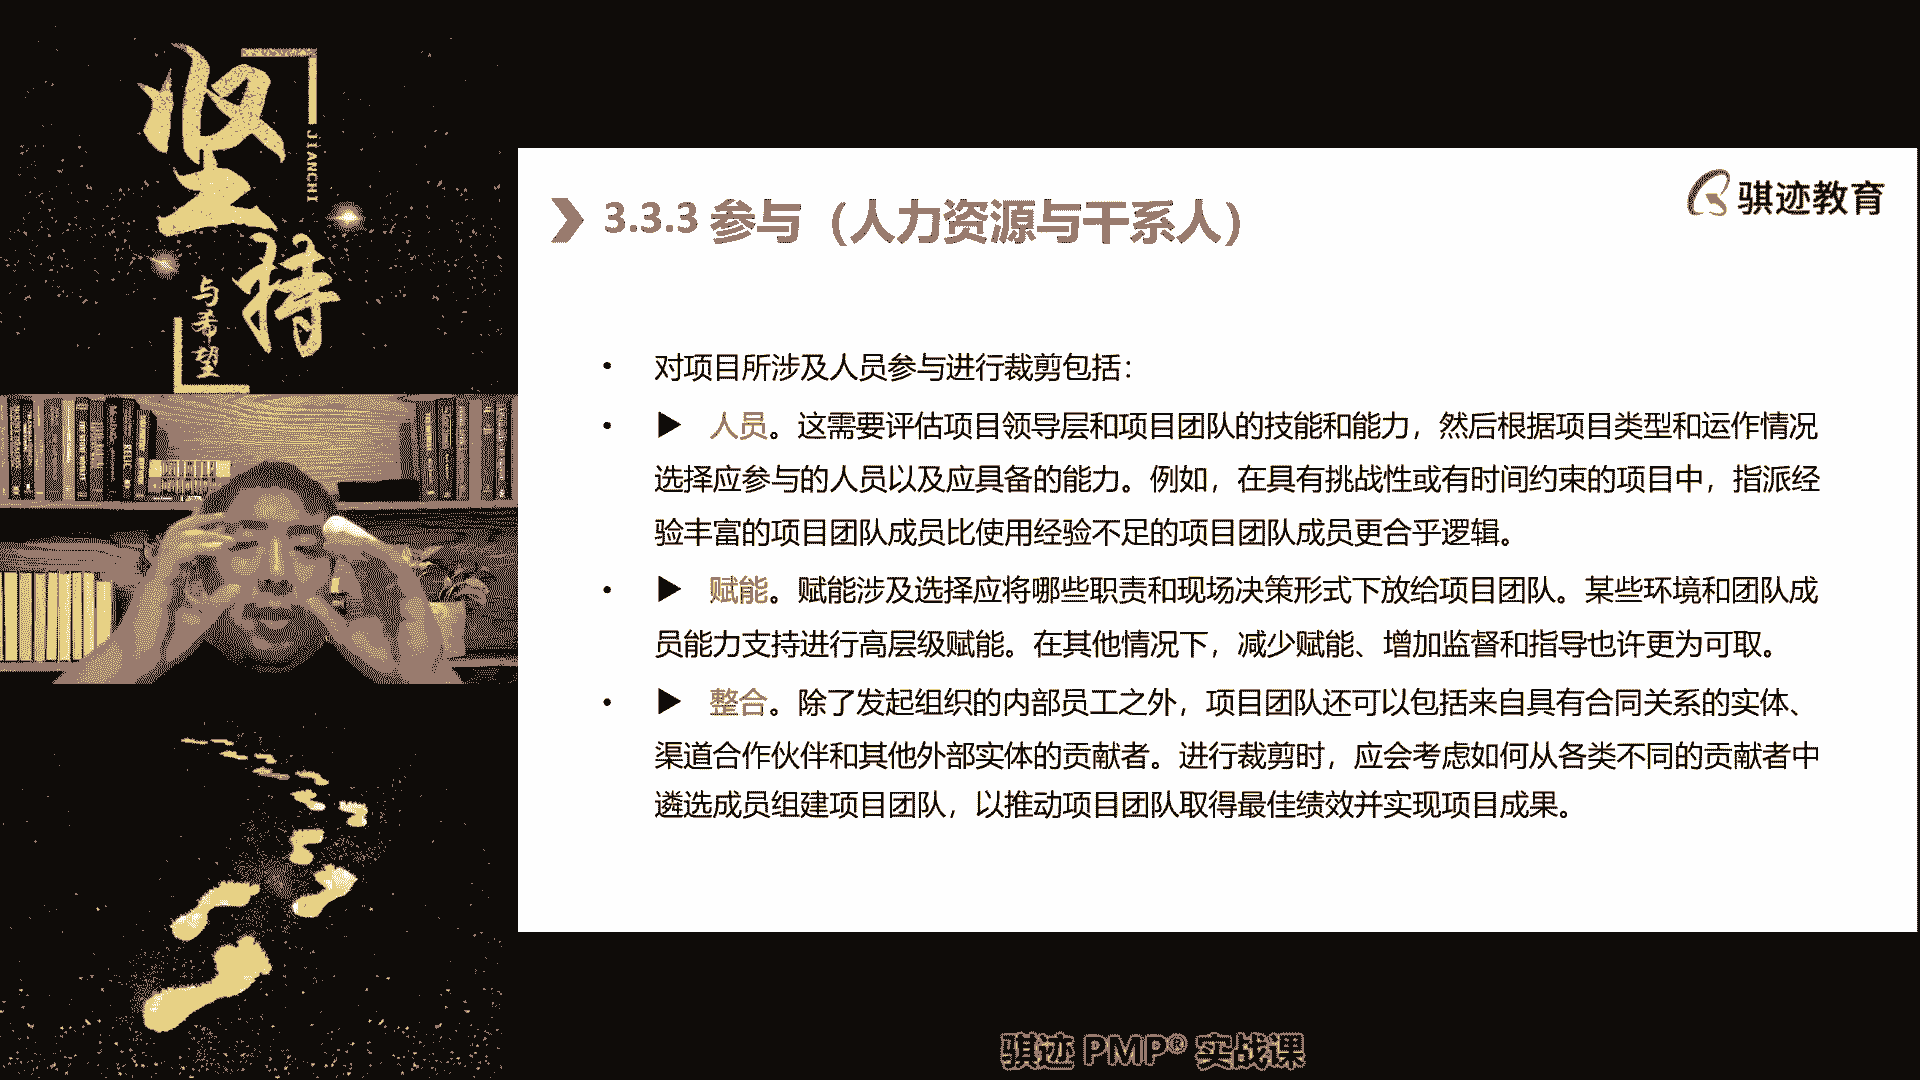 坚持
JIANCHI
与希望
骐迹教育
3.3.3 参与（人力资源与干系人）
• 对项目所涉及人员参与进行裁剪包括：
• ▶ 人员。这需要评估项目领导层和项目团队的技能和能力，然后根据项目类型和运作情况
选择应参与的人员以及应具备的能力。例如，在具有挑战性或有时间约束的项目中，指派经
验丰富的项目团队成员比使用经验不足的项目团队成员更合乎逻辑。
• ▶ 赋能。赋能涉及选择应将哪些职责和现场决策形式下放给项目团队。某些环境和团队成
员能力支持进行高层级赋能。在其他情况下，减少赋能、增加监督和指导也许更为可取。
• ▶ 整合。除了发起组织的内部员工之外，项目团队还可以包括来自具有合同关系的实体、
渠道合作伙伴和其他外部实体的贡献者。进行裁剪时，应会考虑如何从各类不同的贡献者中
遴选成员组建项目团队，以推动项目团队取得最佳绩效并实现项目成果。
骐迹 PMP® 实战课